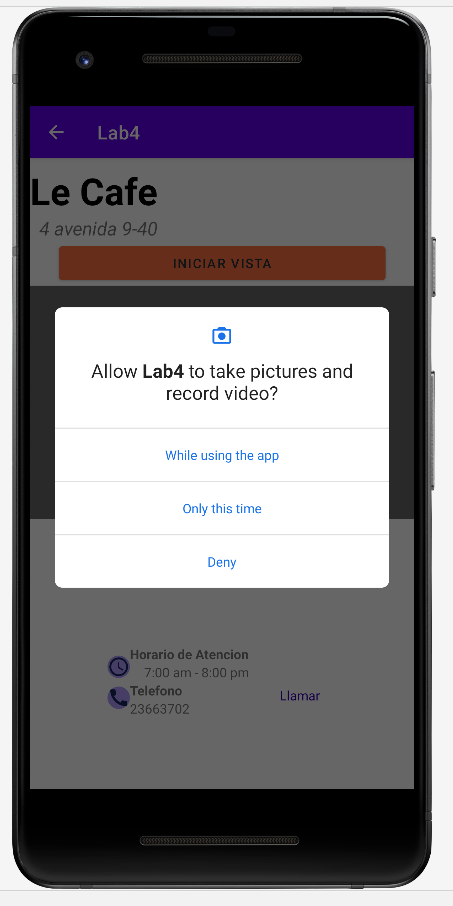 Lab4
Le Cafe
4 avenida 9-40
INICIAR VISTA
Allow Lab4 to take pictures and
record video?
While using the app
Only this time
Deny
Horario de Atencion
7:00 am - 8:00 pm
Telefono
23663702
Llamar